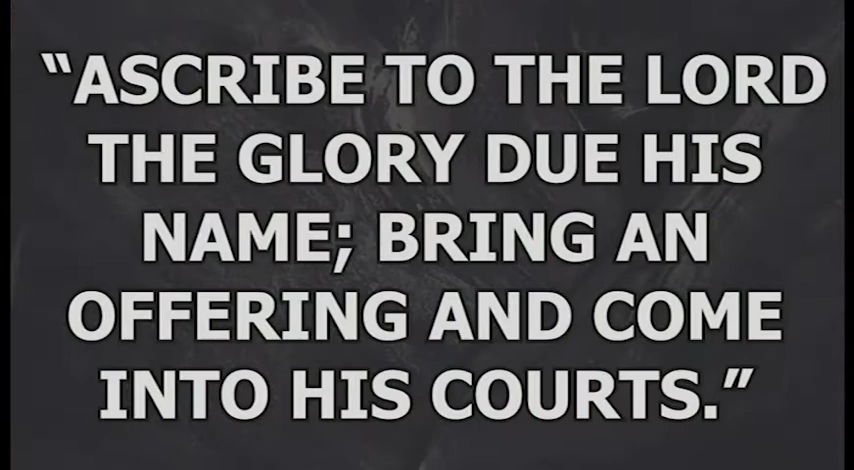 “ASCRIBE TO THE LORD
THE GLORY DUE HIS
NAME; BRING AN
OFFERING AND COME
INTO HIS COURTS.”